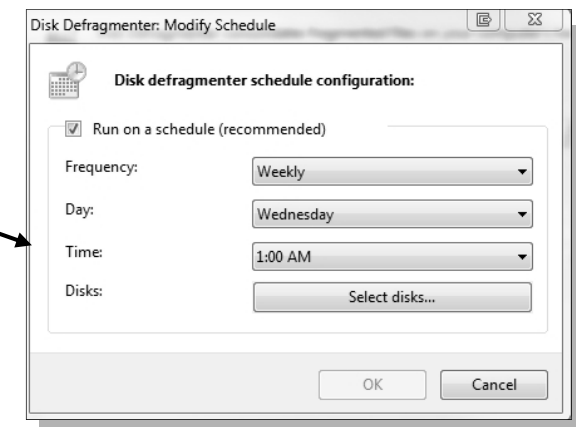 Disk Defragmenter: Modify Schedule
Disk defragmenter schedule configuration:
Run on a schedule (recommended)
Frequency: Weekly
Day: Wednesday
Time: 1:00 AM
Disks: Select disks...
OK Cancel